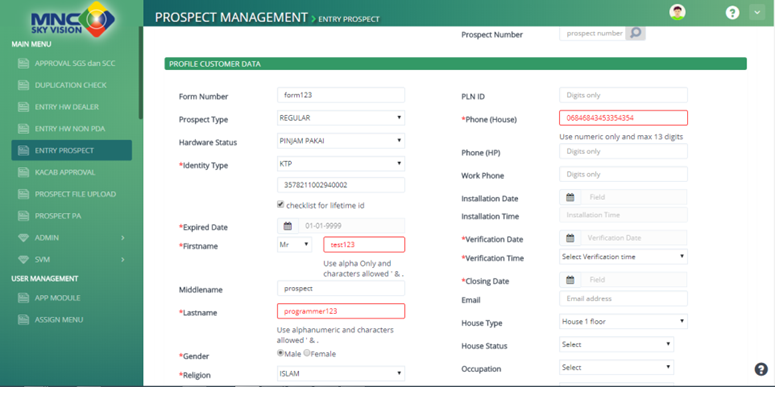 MNC
SKY VISION
PROSPECT MANAGEMENT > ENTRY PROSPECT
?
MAIN MENU
APPROVAL SGS dan SCC
DUPLICATION CHECK
ENTRY HW DEALER
ENTRY HW NON PDA
ENTRY PROSPECT
KACAB APPROVAL
PROSPECT FILE UPLOAD
PROSPECT PA
ADMIN >
SVM >
USER MANAGEMENT
APP MODULE
ASSIGN MENU
Prospect Number prospect number
PROFILE CUSTOMER DATA
Form Number form123
Prospect Type REGULAR
Hardware Status PINJAM PAKAI
*Identity Type KTP
3578211002940002
checklist for lifetime id
*Expired Date 01-01-9999
*Firstname Mr test123
Use alpha Only and
characters allowed ' & .
Middlename prospect
*Lastname programmer123
Use alphanumeric and characters
allowed ' & .
*Gender Male Female
*Religion ISLAM
PLN ID Digits only
*Phone (House) 06846843453354354
Use numeric only and max 13 digits
Phone (HP) Digits only
Work Phone Digits only
Installation Date Field
Installation Time Installation Time
*Verification Date Verification Date
*Verification Time Select Verification time
*Closing Date Field
Email Email address
House Type House 1 floor
House Status Select
Occupation Select
?